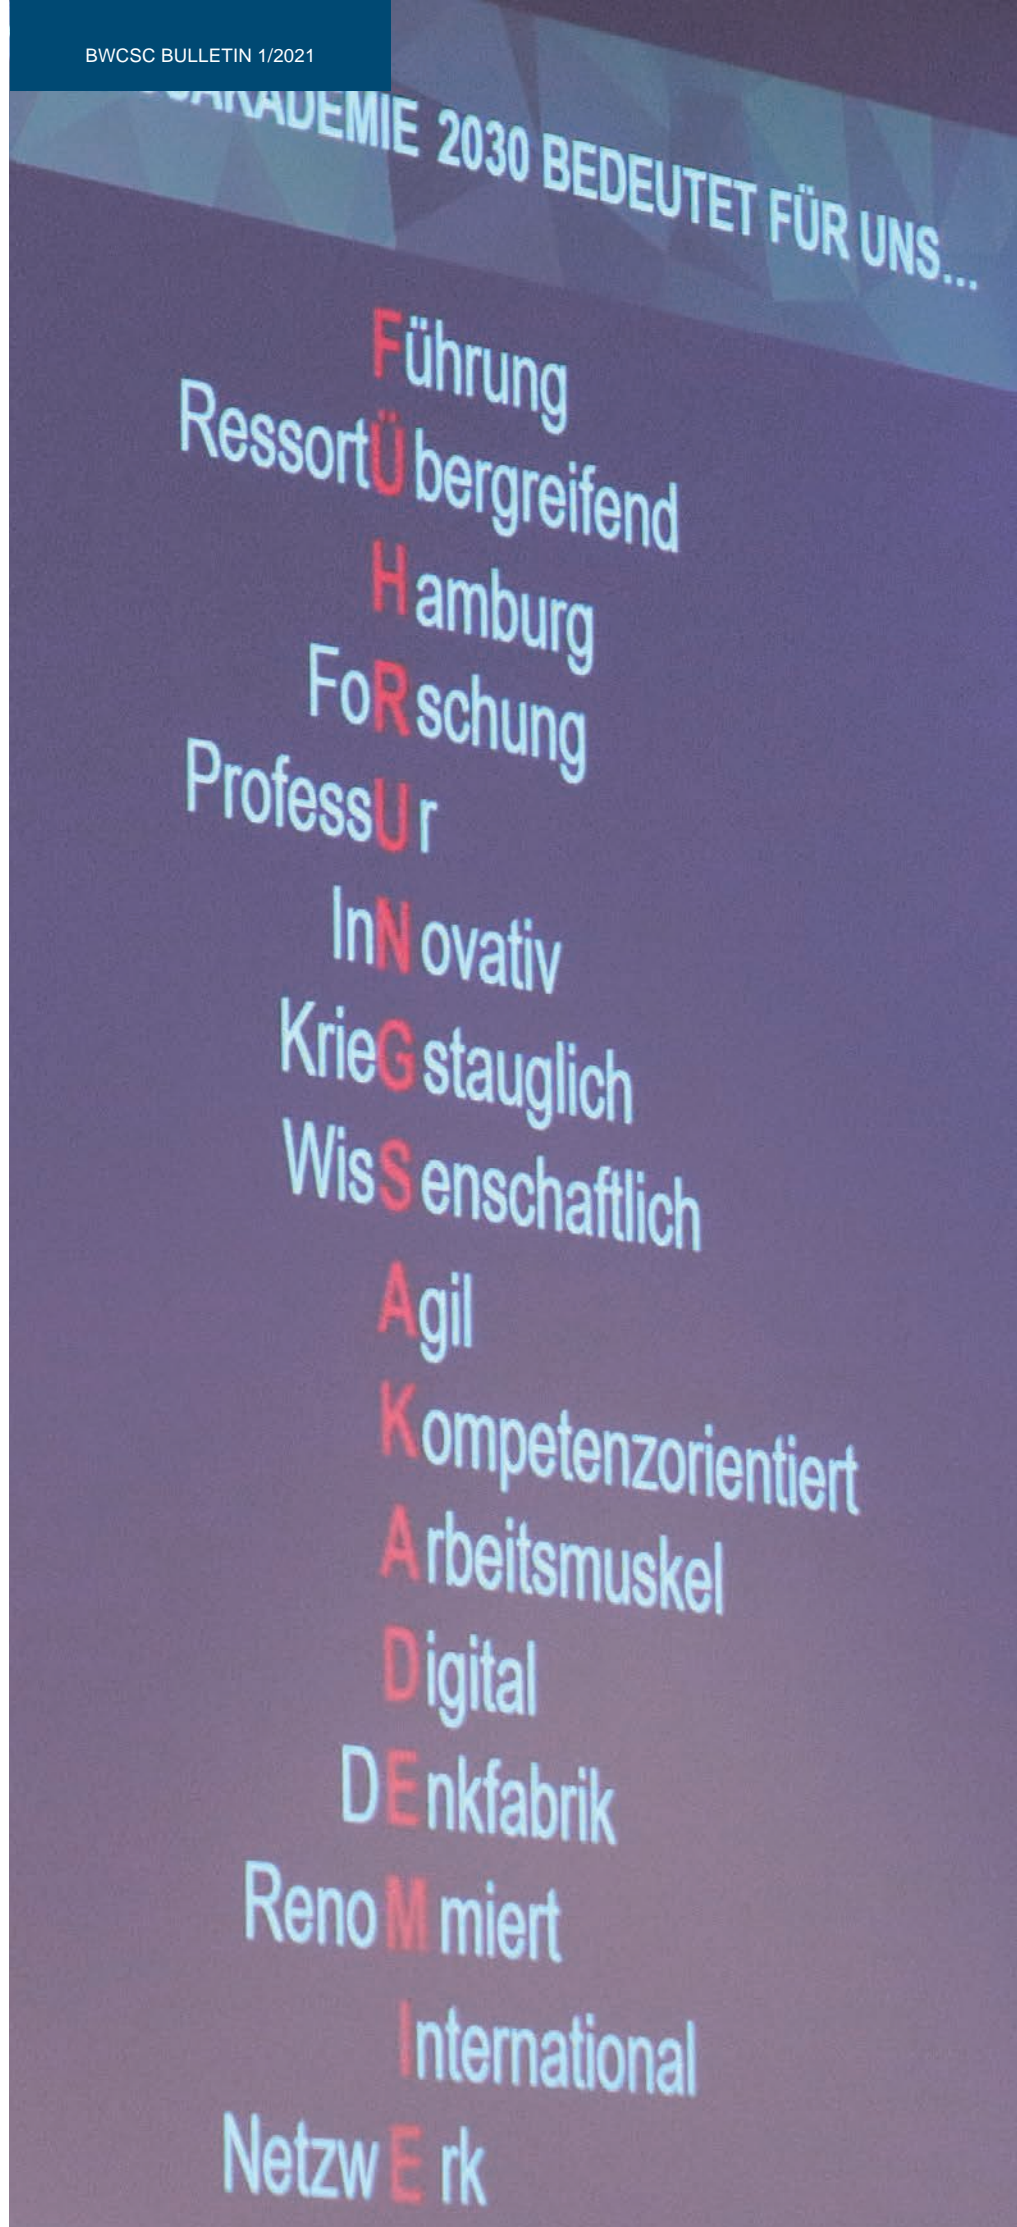 BWCSC BULLETIN 1/2021
2030 BEDEUTET FÜR UNS...
Führung
RessortÜbergreifend
Hamburg
FoRschung
ProfessUr
InNovativ
KrieGstauglich
WisSenschaftlich
Agil
Kompetenzorientiert
Arbeitsmuskel
Digital
DEnkfabrik
RenoMmiert
International
NetzwErk